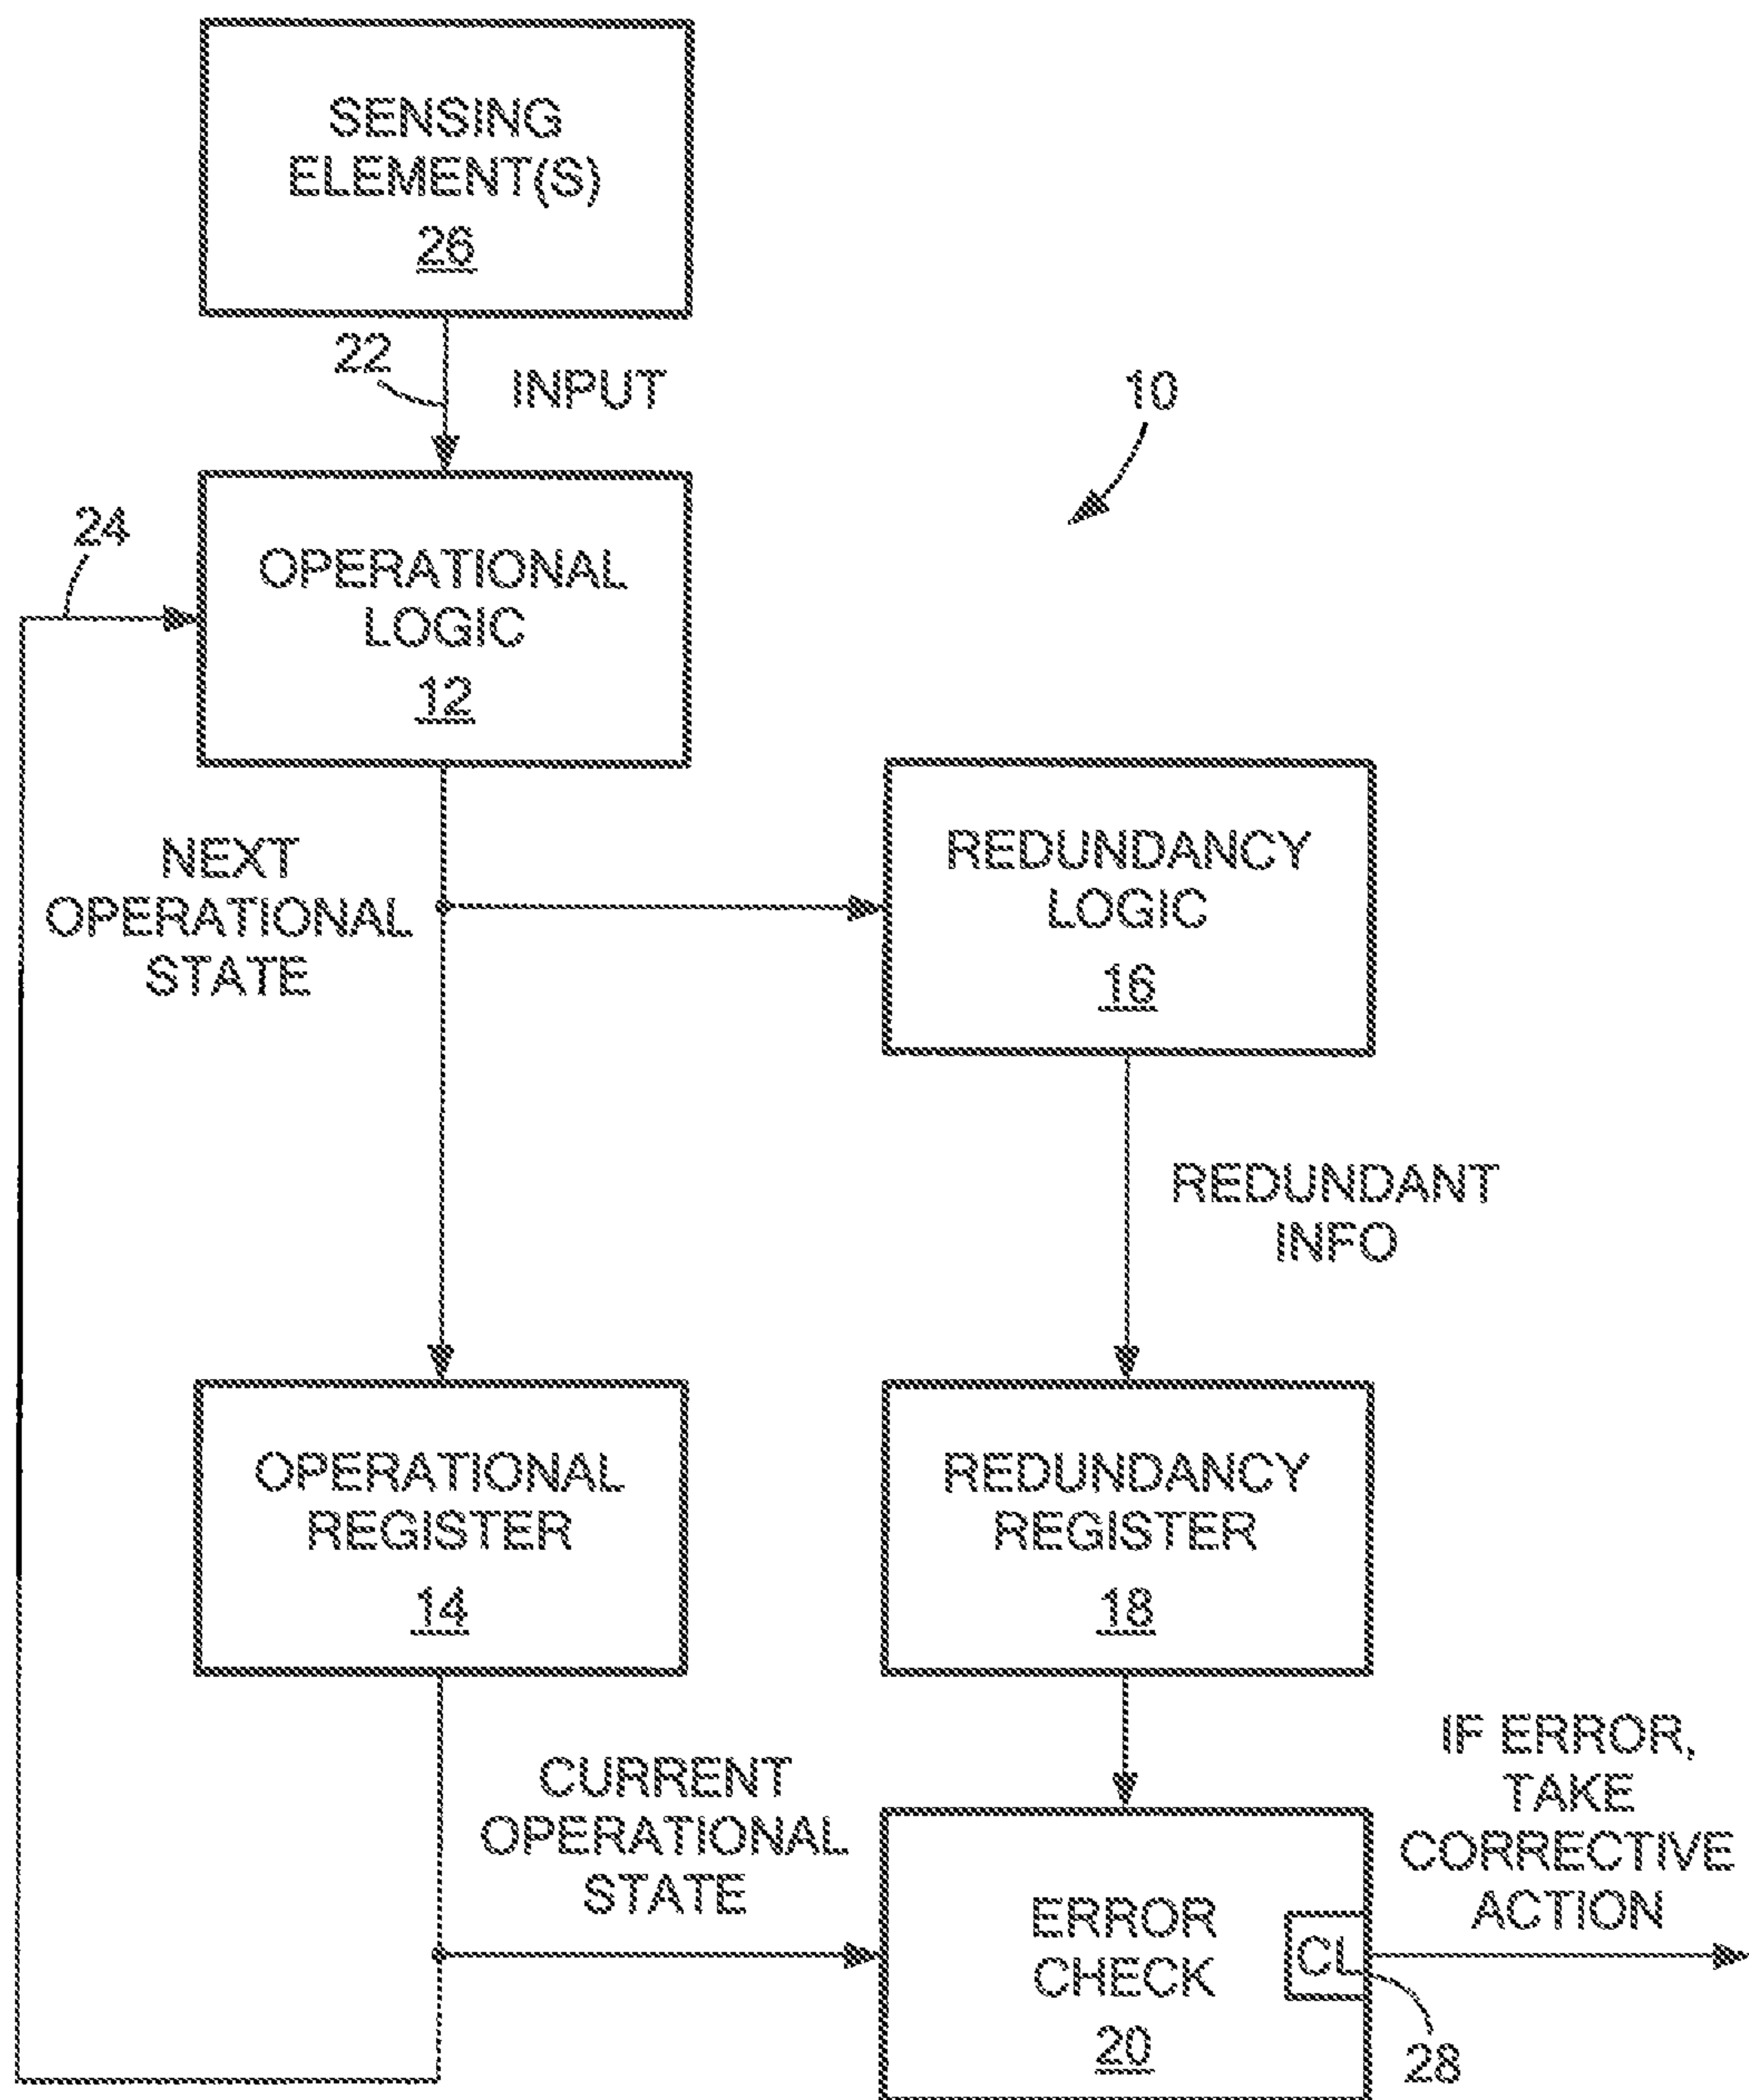 SENSING
ELEMENT(S)
26
22
INPUT
10
24
OPERATIONAL
LOGIC
12
NEXT
OPERATIONAL
STATE
REDUNDANCY
LOGIC
16
REDUNDANT
INFO
OPERATIONAL
REGISTER
14
REDUNDANCY
REGISTER
18
CURRENT
OPERATIONAL
STATE
IF ERROR,
TAKE
CORRECTIVE
ACTION
ERROR
CHECK
20
CL
28